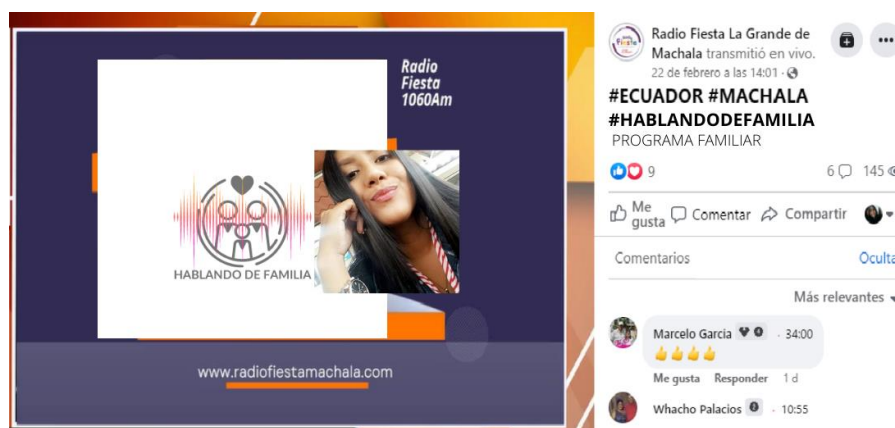 Radio
Fiesta
1060Am
HABLANDO DE FAMILIA
www.radiofiestamachala.com
Fiesta
Radio Fiesta La Grande de
Machala transmitió en vivo.
22 de febrero a las 14:01 ·
#ECUADOR #MACHALA
#HABLANDODEFAMILIA
PROGRAMA FAMILIAR
9
6 145
Me gusta
Comentar
Compartir
Comentarios
Oculta
Más relevantes
Marcelo Garcia · 34:00
👍👍👍👍
Me gusta Responder 1 d
Whacho Palacios · 10:55